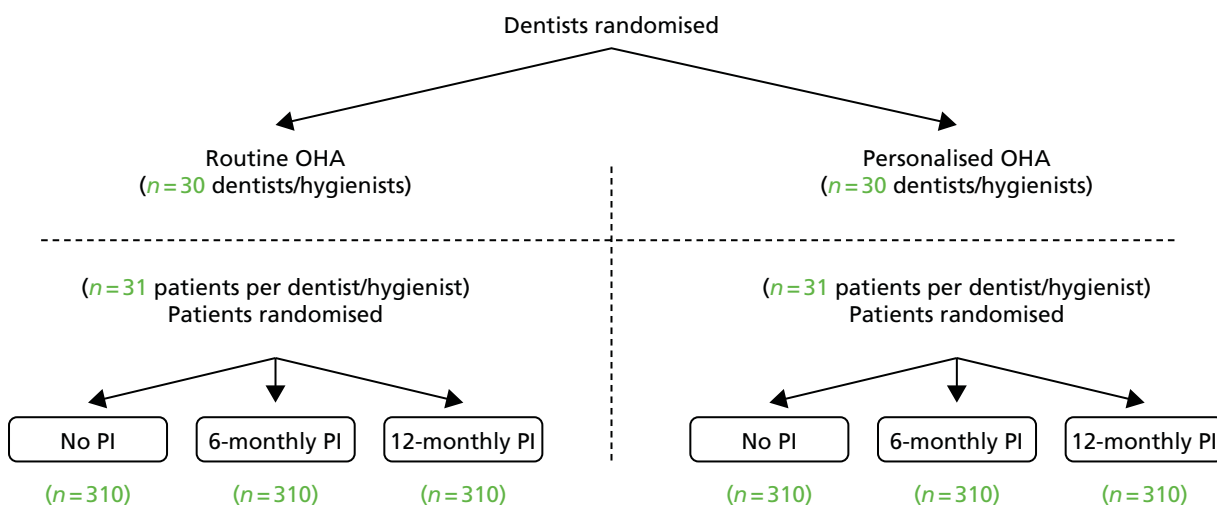 Dentists randomised
Routine OHA
(n=30 dentists/hygienists)
Personalised OHA
(n=30 dentists/hygienists)
(n=31 patients per dentist/hygienist)
Patients randomised
(n=31 patients per dentist/hygienist)
Patients randomised
No PI
6-monthly PI
12-monthly PI
No PI
6-monthly PI
12-monthly PI
(n=310)
(n=310)
(n=310)
(n=310)
(n=310)
(n=310)